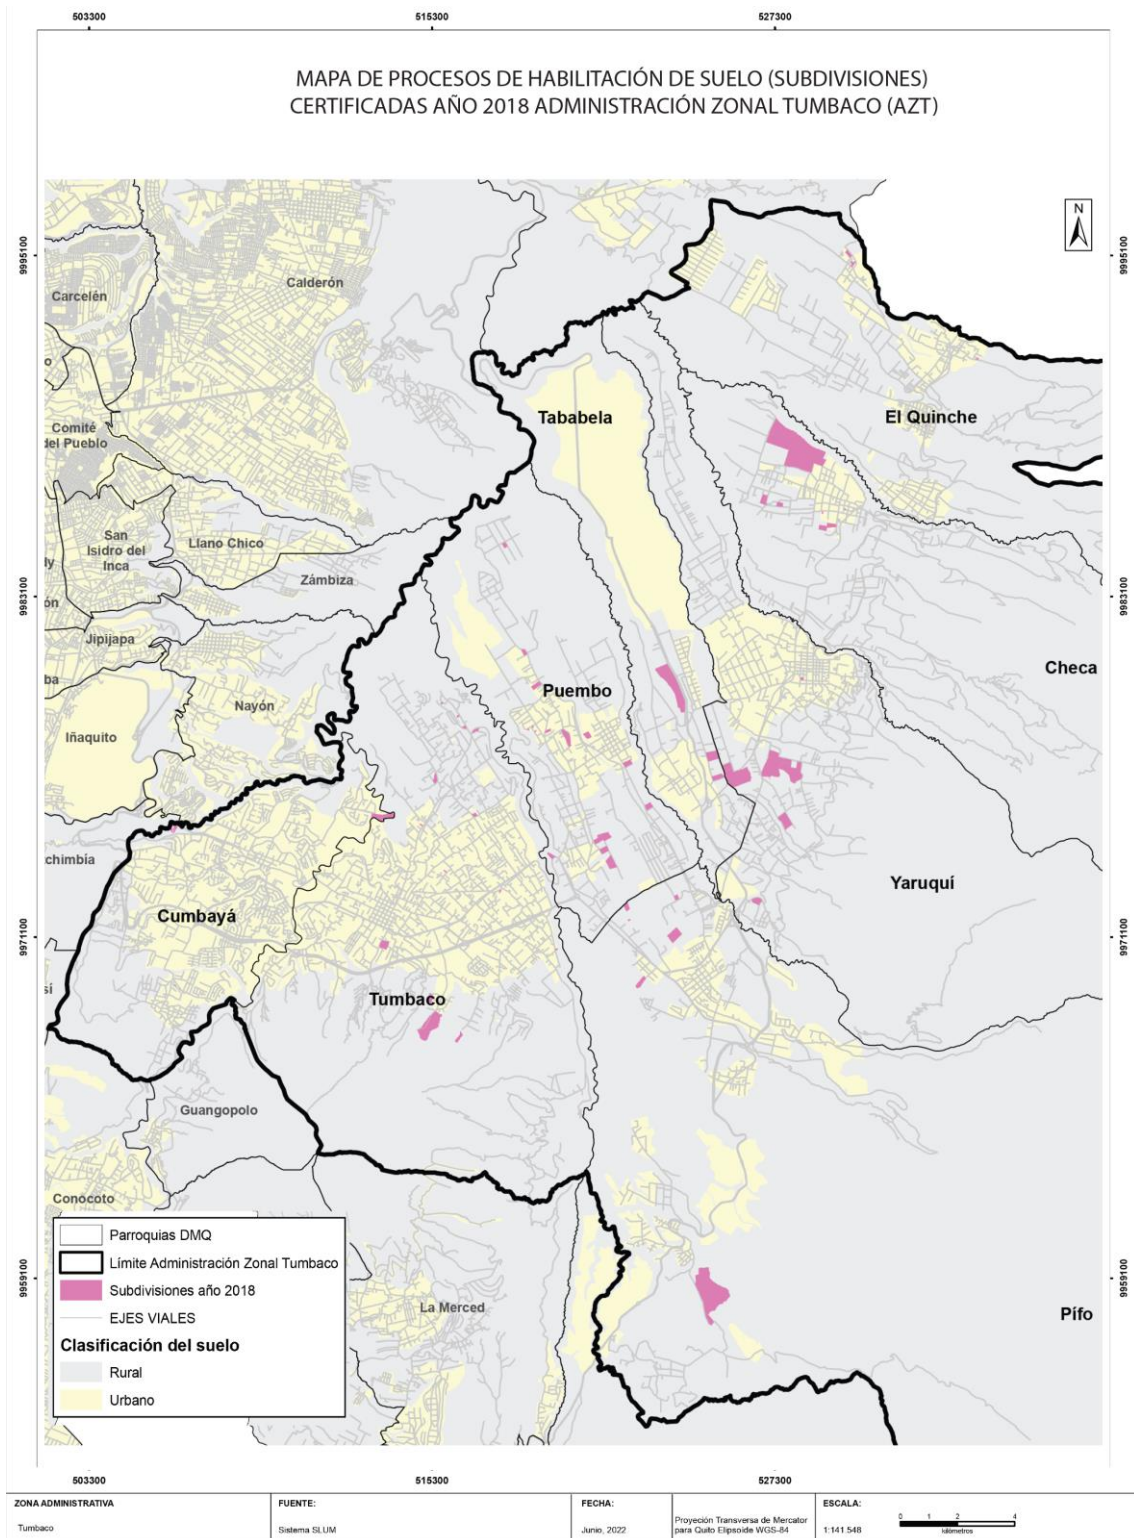 503300
515300
527300
MAPA DE PROCESOS DE HABILITACIÓN DE SUELO (SUBDIVISIONES)
CERTIFICADAS AÑO 2018 ADMINISTRACIÓN ZONAL TUMBACO (AZT)
N
9995100
9995100
Calderón
Carcelén
o
Tababela
El Quinche
Comité
del Pueblo
San
Isidro del
Inca
Llano Chico
Zámbiza
ly
9983100
9983100
ón
Jipijapa
Checa
ba
Puembo
Nayón
Iñaquito
chimbía
Yaruquí
Cumbayá
9971100
9971100
sí
Tumbaco
Guangopolo
Conocoto
Parroquias DMQ
Límite Administración Zonal Tumbaco
Subdivisiones año 2018
EJES VIALES
Clasificación del suelo
Rural
Urbano
9959100
9959100
La Merced
Pífo
503300
515300
527300
ZONA ADMINISTRATIVA
Tumbaco
FUENTE:
Sistema SLUM
FECHA:
Junio, 2022
Proyeción Transversa de Mercator
para Quito Elipsoide WGS-84
ESCALA:
1:141.548
0 1 2 4
kilómetros